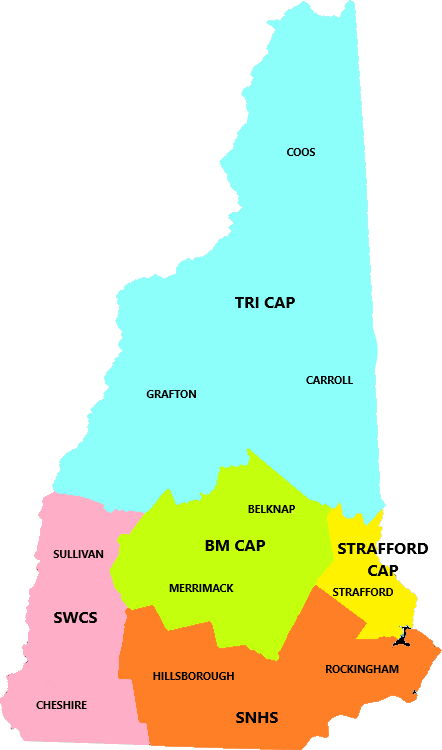 COOS
TRI CAP
CARROLL
GRAFTON
BELKNAP
BM CAP
STRAFFORD
CAP
SULLIVAN
MERRIMACK
STRAFFORD
SWCS
ROCKINGHAM
HILLSBOROUGH
CHESHIRE
SNHS